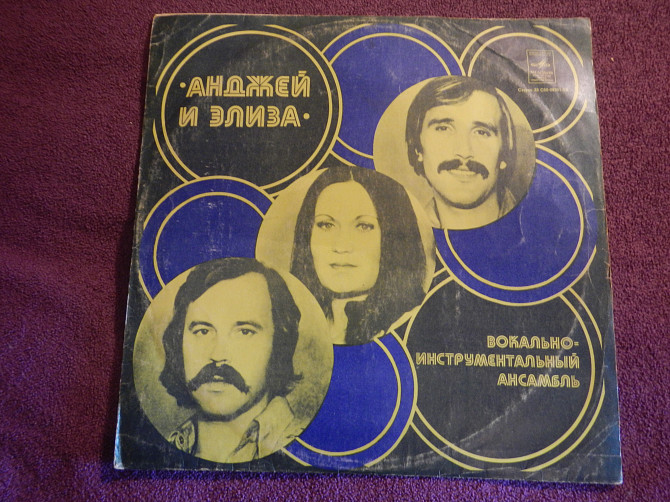 ·АНДЖЕЙ
И ЭЛИЗА·
ВОКАЛЬНО-
ИНСТРУМЕНТАЛЬНЫЙ
АНСАМБЛЬ